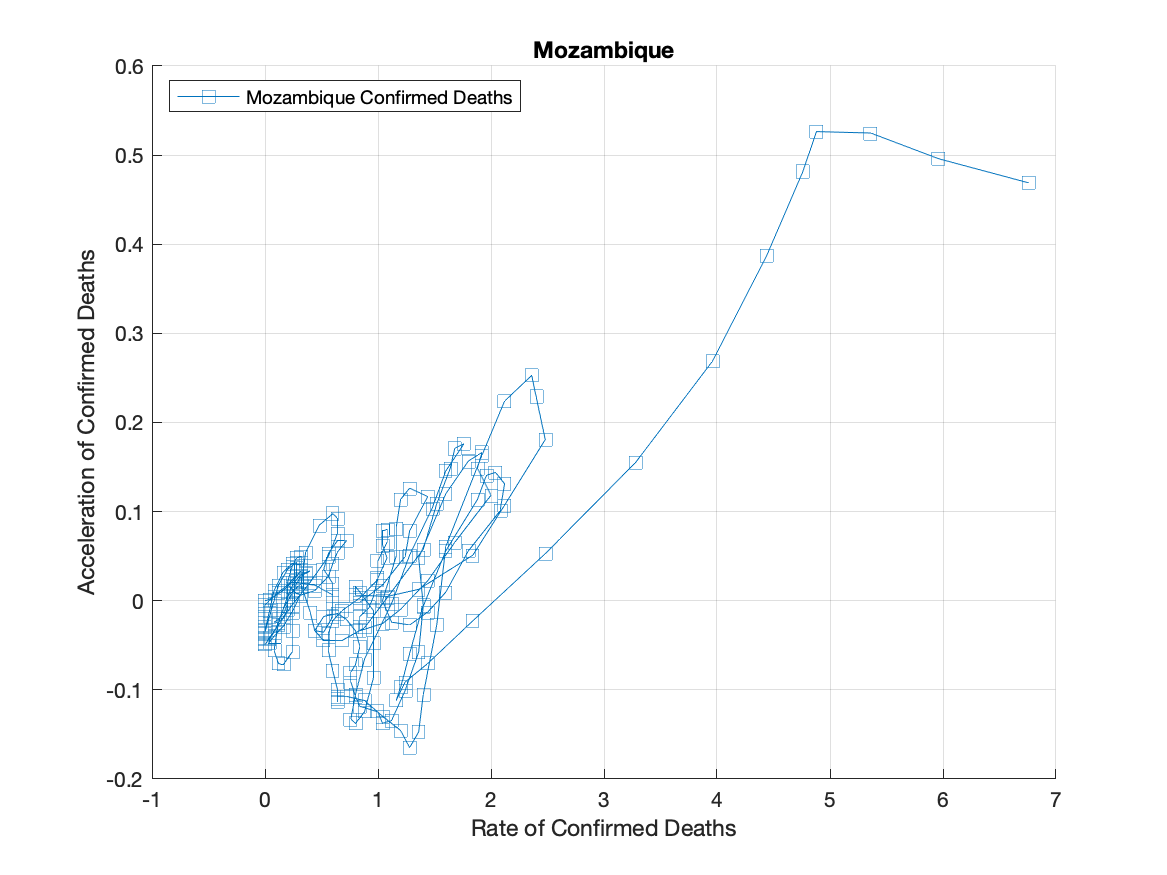 Mozambique
Mozambique Confirmed Deaths
0.6
0.5
0.4
0.3
0.2
0.1
0
-0.1
-0.2
Acceleration of Confirmed Deaths
-1 0 1 2 3 4 5 6 7
Rate of Confirmed Deaths